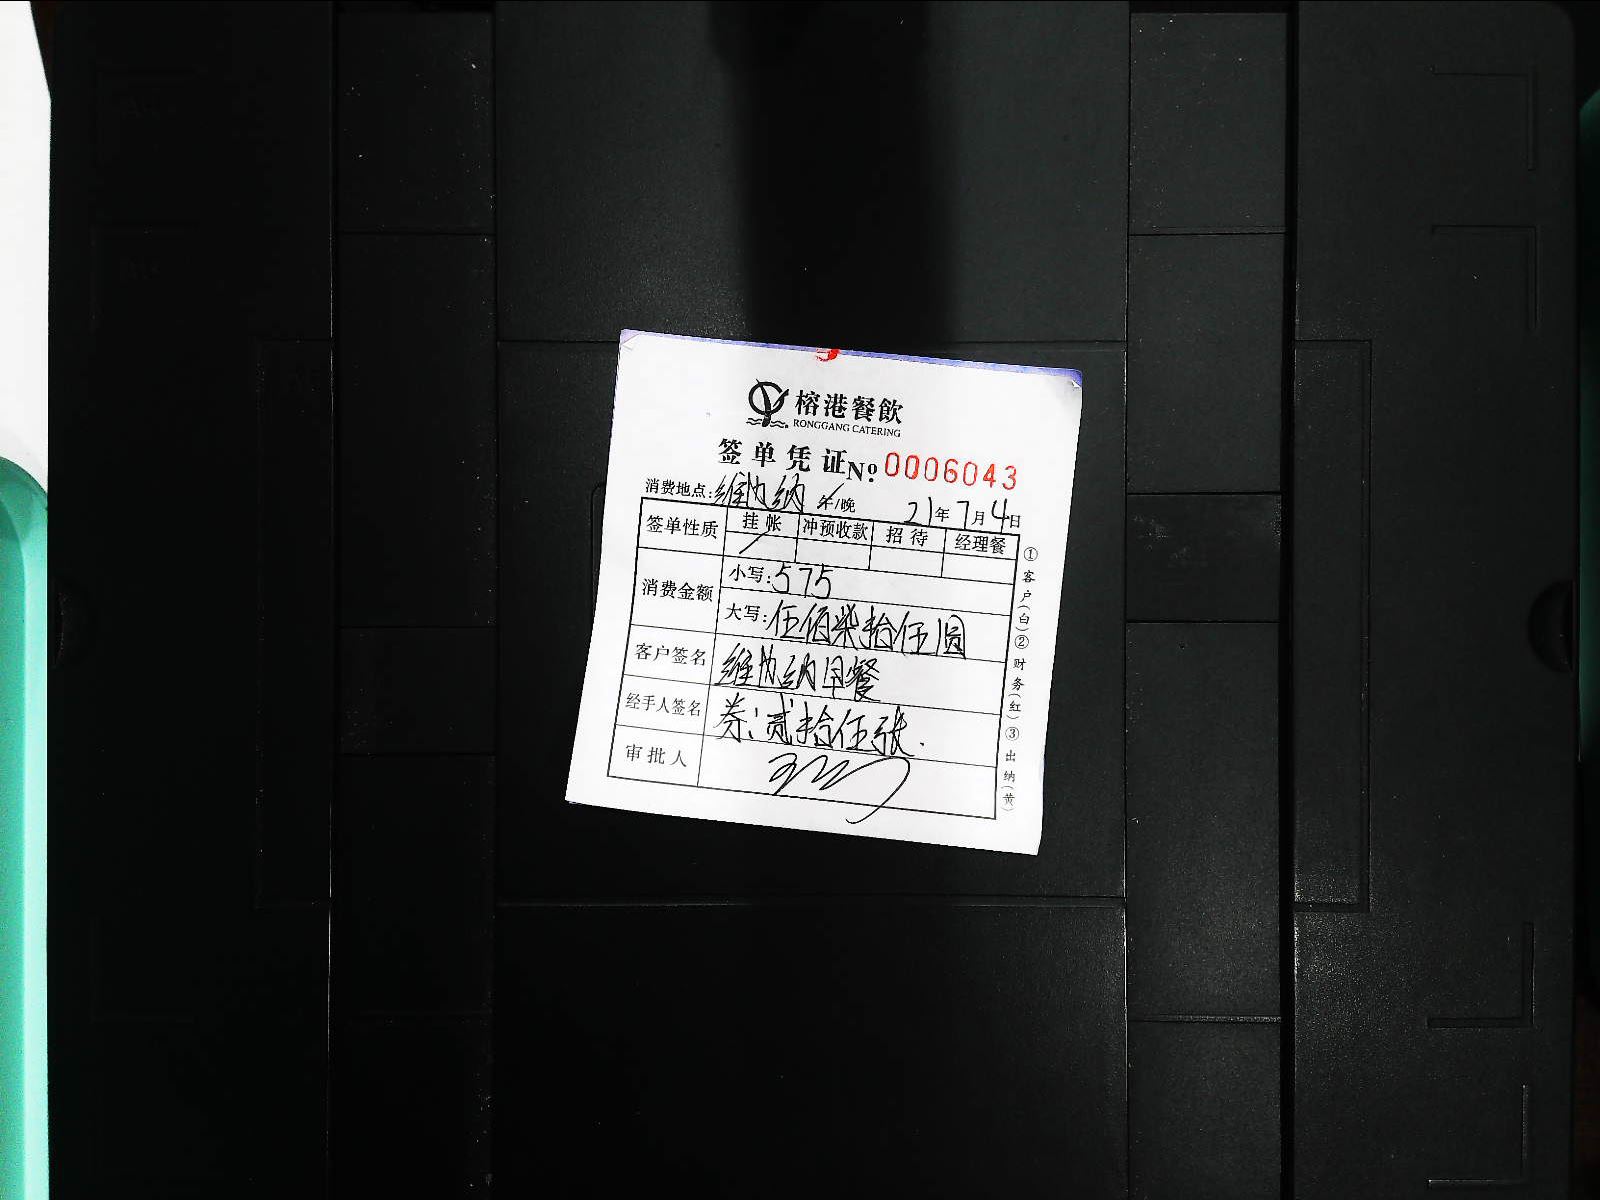 榕港餐飲
RONGGANG CATERING
签单凭证 №: 0006043
消费地点: 维也纳 午/晚 21年7月4日
签单性质 挂帐 冲预收款 招待 经理餐
消费金额 小写: 575
大写: 伍佰柒拾伍圆
客户签名 维也纳早餐
经手人签名 券: 贰拾伍张.
审批人
①客户(白)②财务(红)③出纳(黄)